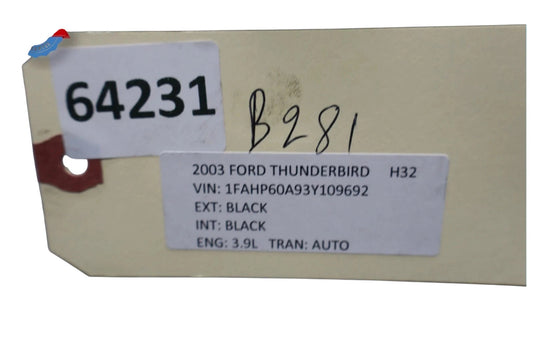 64231
B281
2003 FORD THUNDERBIRD H32
VIN: 1FAHP60A93Y109692
EXT: BLACK
INT: BLACK
ENG: 3.9L TRAN: AUTO